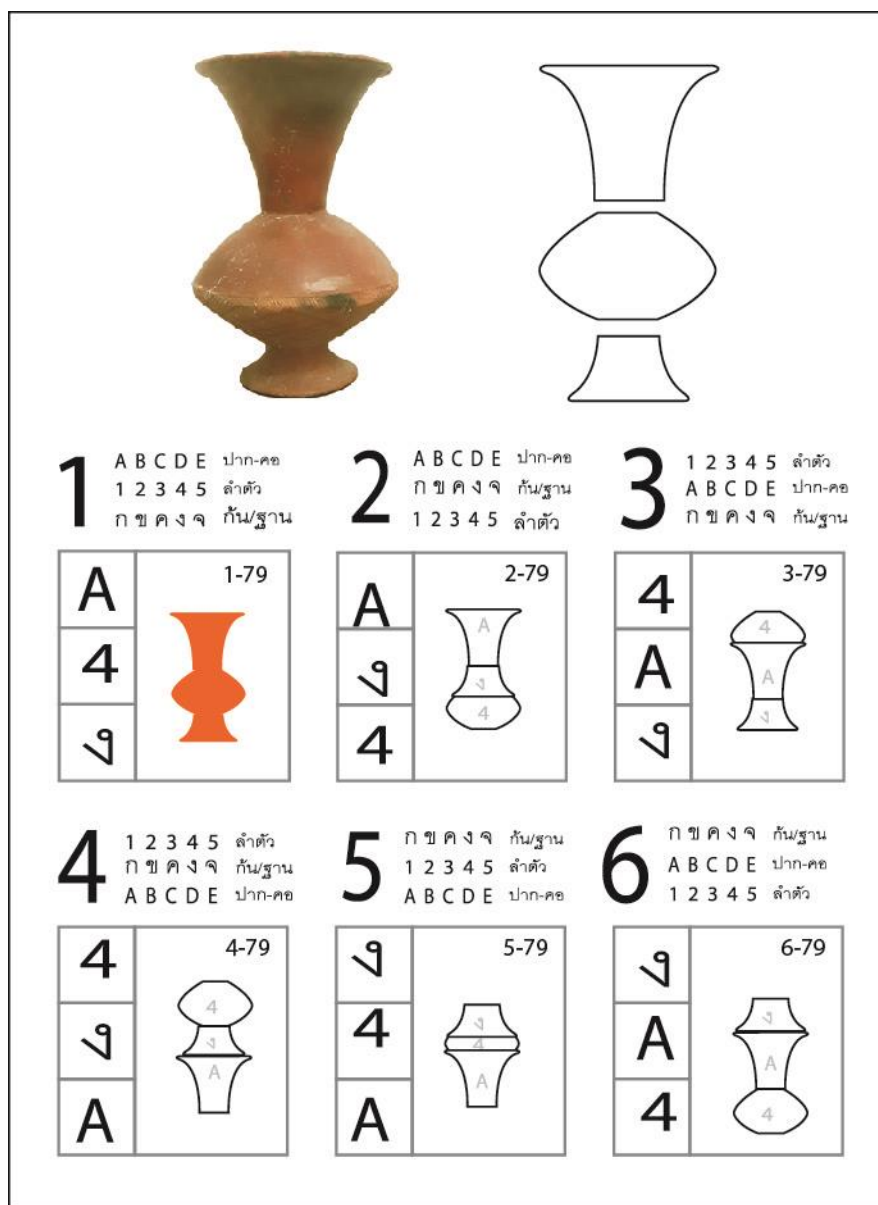 1
A B C D E ปาก-คอ
1 2 3 4 5 ลำตัว
ก ข ค ง จ ก้น/ฐาน
2
A B C D E ปาก-คอ
ก ข ค ง จ ก้น/ฐาน
1 2 3 4 5 ลำตัว
3
1 2 3 4 5 ลำตัว
A B C D E ปาก-คอ
ก ข ค ง จ ก้น/ฐาน
A
4
ง
1-79
A
ง
4
2-79
A
ง
4
4
A
ง
3-79
4
A
ง
4
1 2 3 4 5 ลำตัว
ก ข ค ง จ ก้น/ฐาน
A B C D E ปาก-คอ
5
ก ข ค ง จ ก้น/ฐาน
1 2 3 4 5 ลำตัว
A B C D E ปาก-คอ
6
ก ข ค ง จ ก้น/ฐาน
A B C D E ปาก-คอ
1 2 3 4 5 ลำตัว
4
ง
A
4-79
4
ง
A
ง
4
A
5-79
ง
4
A
ง
A
4
6-79
ง
A
4